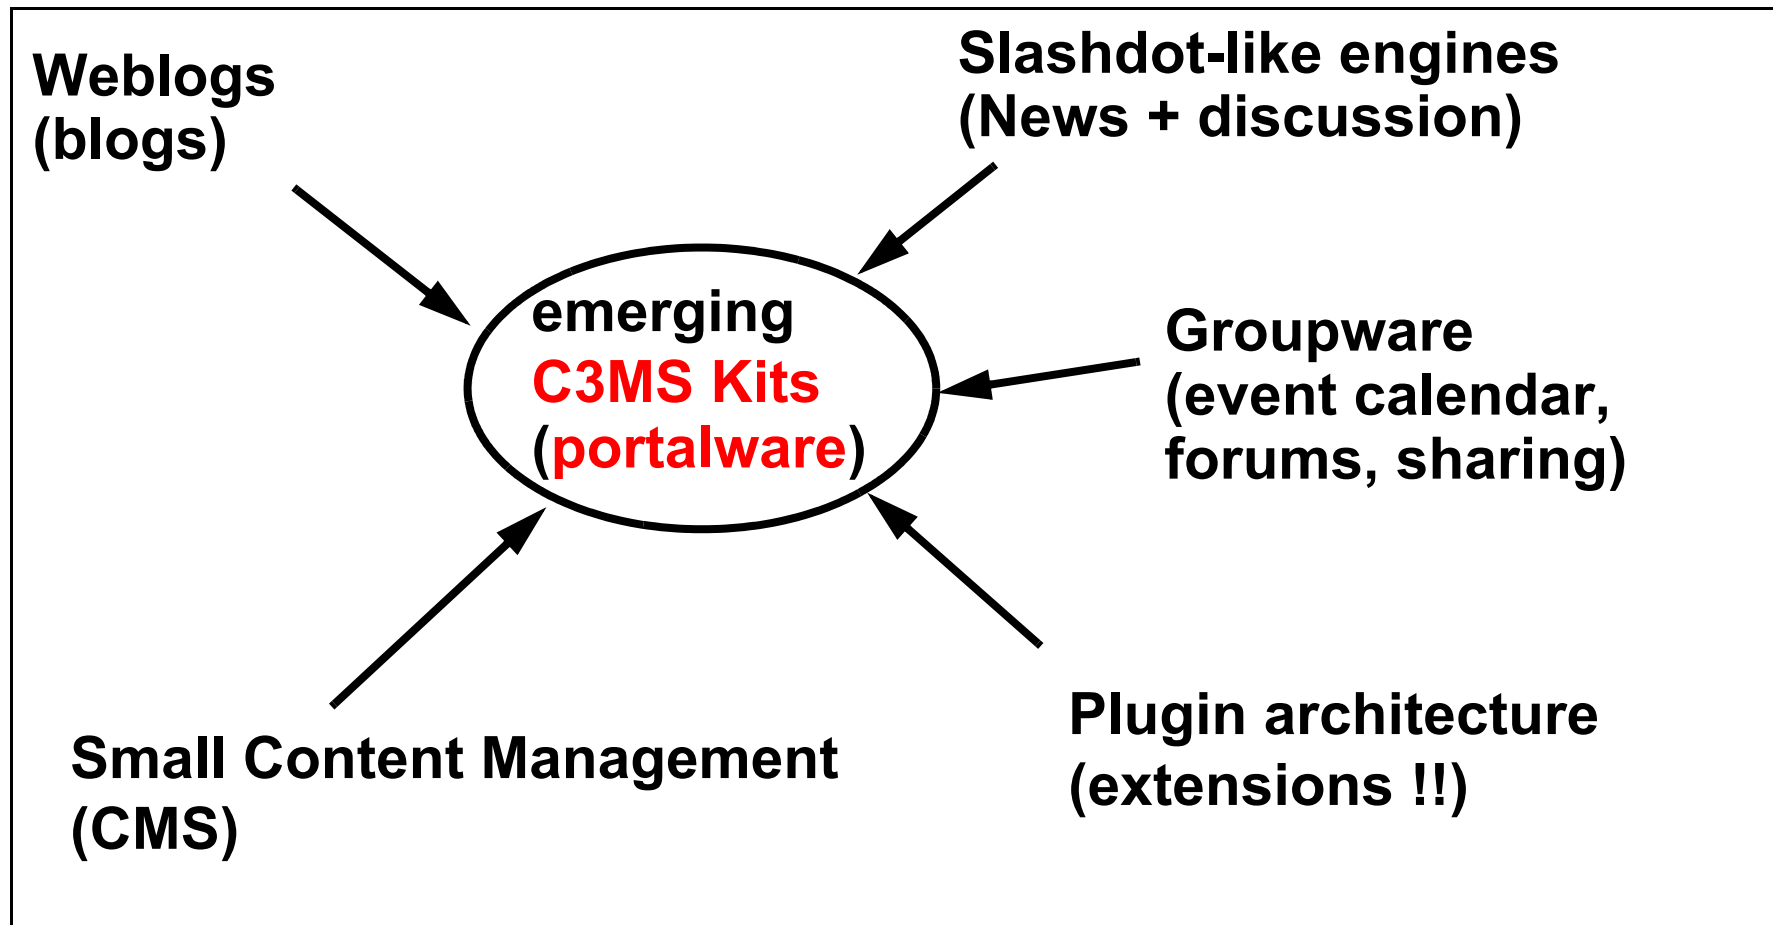 Weblogs
(blogs)
Slashdot-like engines
(News + discussion)
emerging
C3MS Kits
(portalware)
Groupware
(event calendar,
forums, sharing)
Small Content Management
(CMS)
Plugin architecture
(extensions !!)